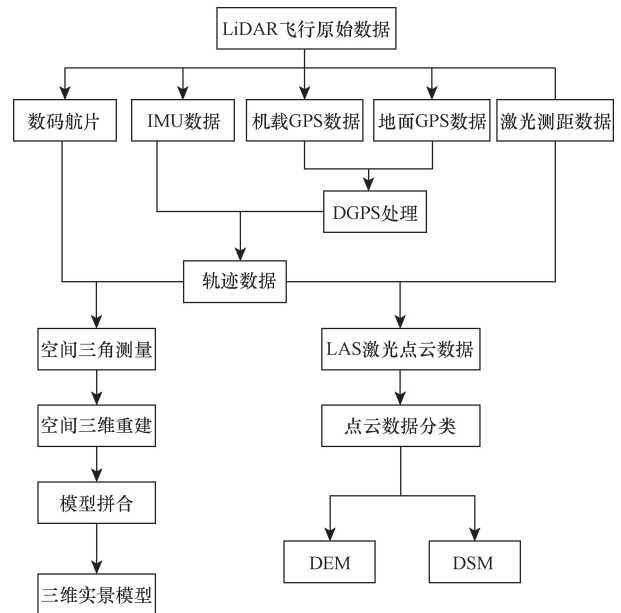 LiDAR飞行原始数据
数码航片
IMU数据
机载GPS数据
地面GPS数据
激光测距数据
DGPS处理
轨迹数据
空间三角测量
LAS激光点云数据
空间三维重建
点云数据分类
模型拼合
DEM
DSM
三维实景模型